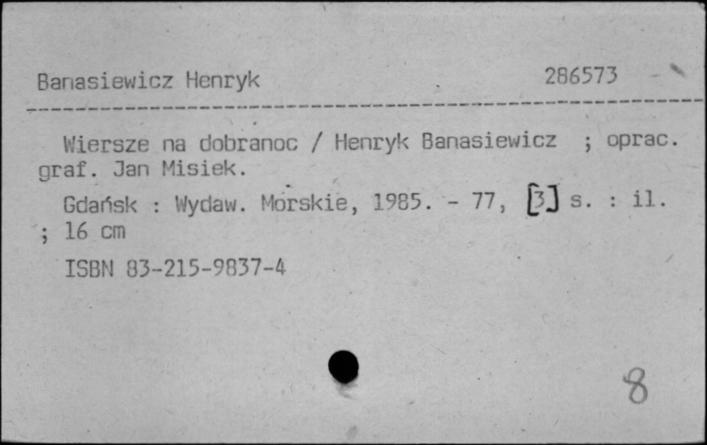 Banasiewicz Henryk 286573
Wiersze na dobranoc / Henryk Banasiewicz ; oprac.
graf. Jan Misiek.
Gdańsk : Wydaw. Morskie, 1985. - 77, [3] s. : il.
; 16 cm
ISBN 83-215-9837-4
8